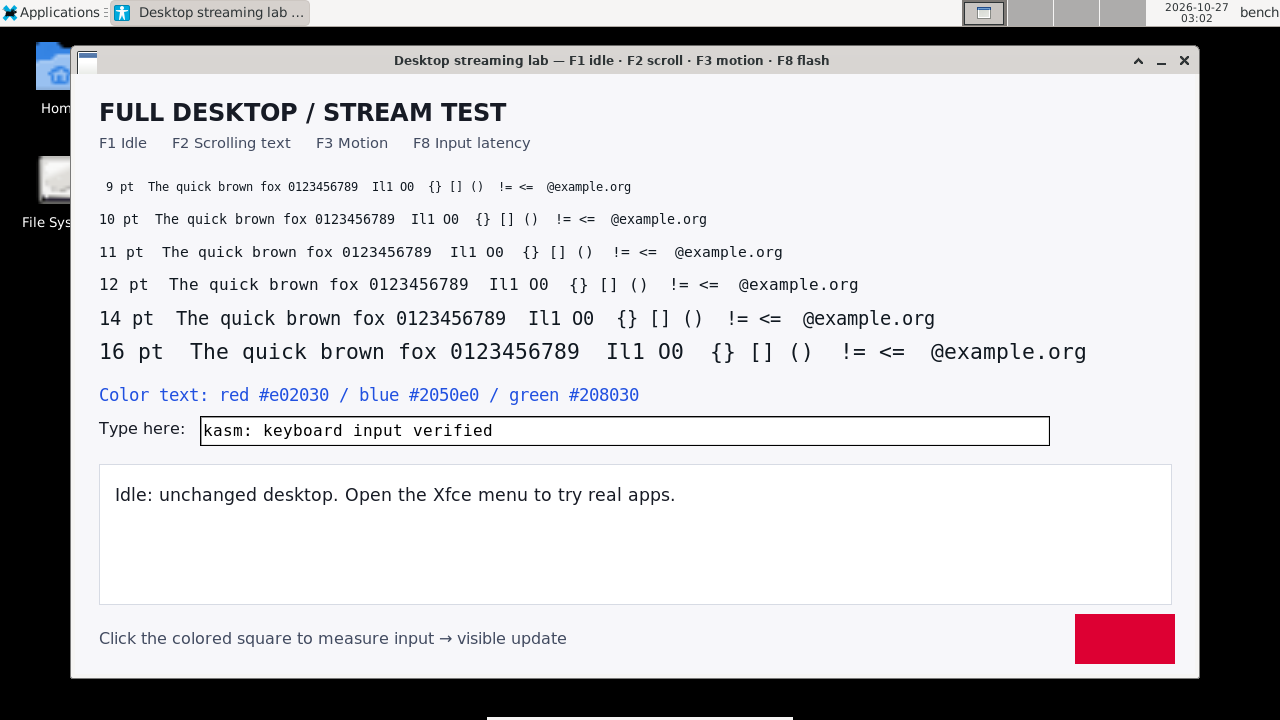 Applications
Desktop streaming lab ...
2026-10-27
03:02
bench
Home
File Sys
Desktop streaming lab — F1 idle · F2 scroll · F3 motion · F8 flash
FULL DESKTOP / STREAM TEST
F1 Idle F2 Scrolling text F3 Motion F8 Input latency
9 pt The quick brown fox 0123456789 Il1 O0 {} [] () != <= @example.org
10 pt The quick brown fox 0123456789 Il1 O0 {} [] () != <= @example.org
11 pt The quick brown fox 0123456789 Il1 O0 {} [] () != <= @example.org
12 pt The quick brown fox 0123456789 Il1 O0 {} [] () != <= @example.org
14 pt The quick brown fox 0123456789 Il1 O0 {} [] () != <= @example.org
16 pt The quick brown fox 0123456789 Il1 O0 {} [] () != <= @example.org
Color text: red #e02030 / blue #2050e0 / green #208030
Type here: kasm: keyboard input verified
Idle: unchanged desktop. Open the Xfce menu to try real apps.
Click the colored square to measure input → visible update